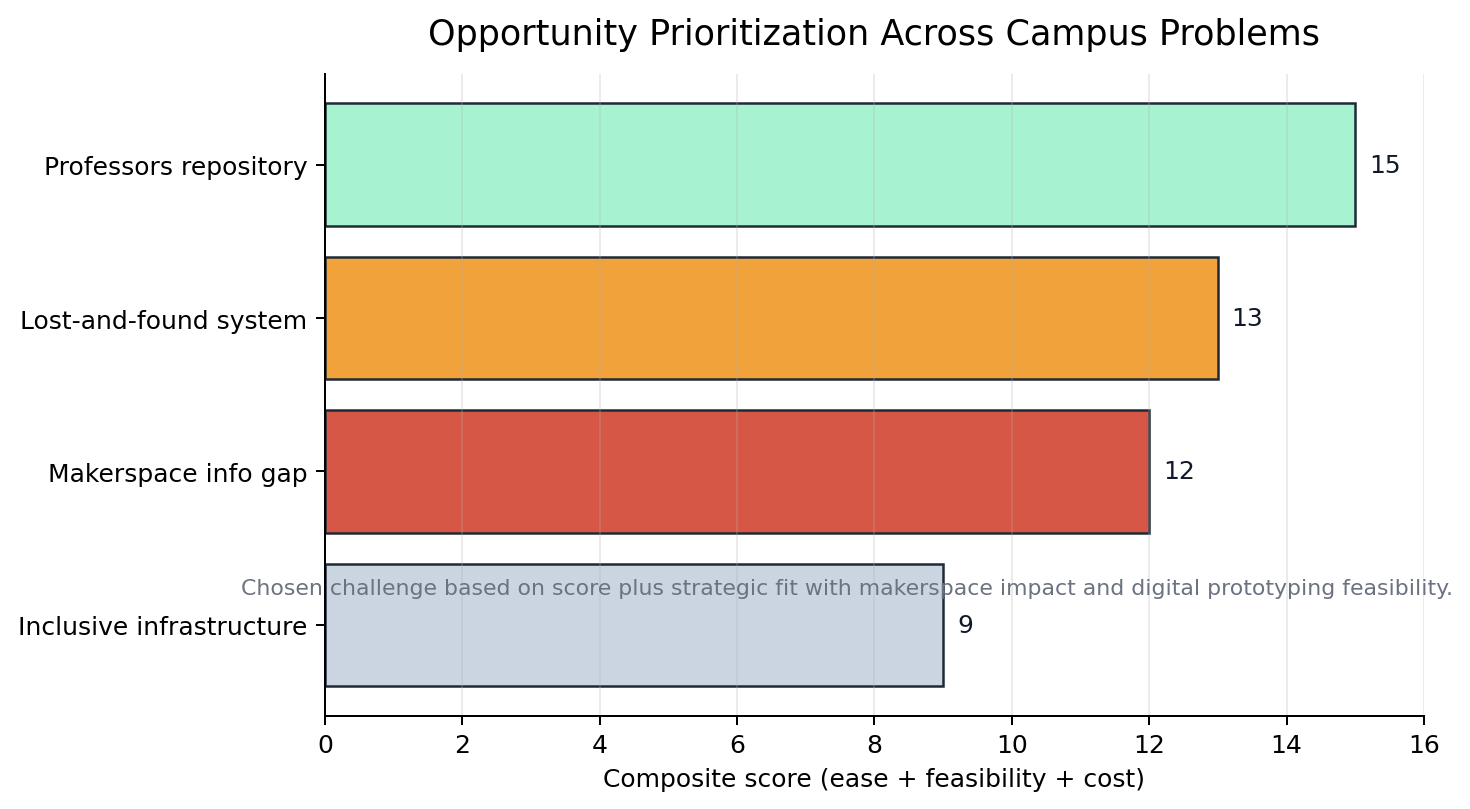 Opportunity Prioritization Across Campus Problems
Professors repository
15
Lost-and-found system
13
Makerspace info gap
12
Chosen challenge based on score plus strategic fit with makerspace impact and digital prototyping feasibility.
Inclusive infrastructure
9
0 2 4 6 8 10 12 14 16
Composite score (ease + feasibility + cost)